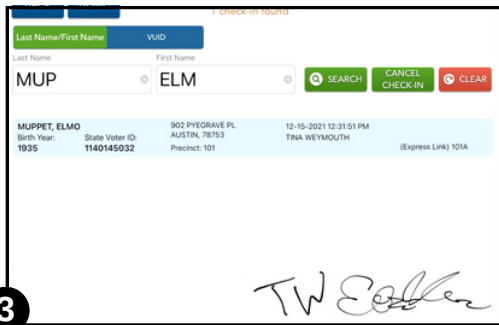 1 check-in found
Last Name/First Name VUID
Last Name First Name
MUP ELM SEARCH CANCEL CHECK-IN CLEAR
MUPPET, ELMO 902 PYEGRAVE PL 12-15-2021 12:31:51 PM
Birth Year: State Voter ID: AUSTIN, 78753 TINA WEYMOUTH
1935 1140145032 Precinct: 101 (Express Link) 101A
TW
3